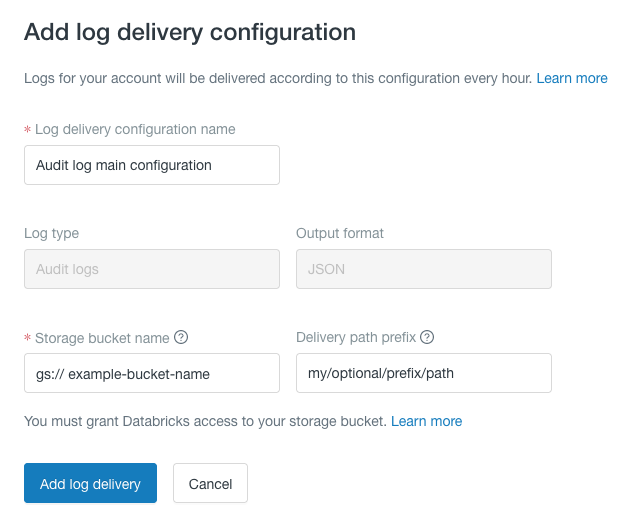 Add log delivery configuration
Logs for your account will be delivered according to this configuration every hour. Learn more
* Log delivery configuration name
Audit log main configuration
Log type Output format
Audit logs JSON
* Storage bucket name ? Delivery path prefix ?
gs:// example-bucket-name my/optional/prefix/path
You must grant Databricks access to your storage bucket. Learn more
Add log delivery Cancel